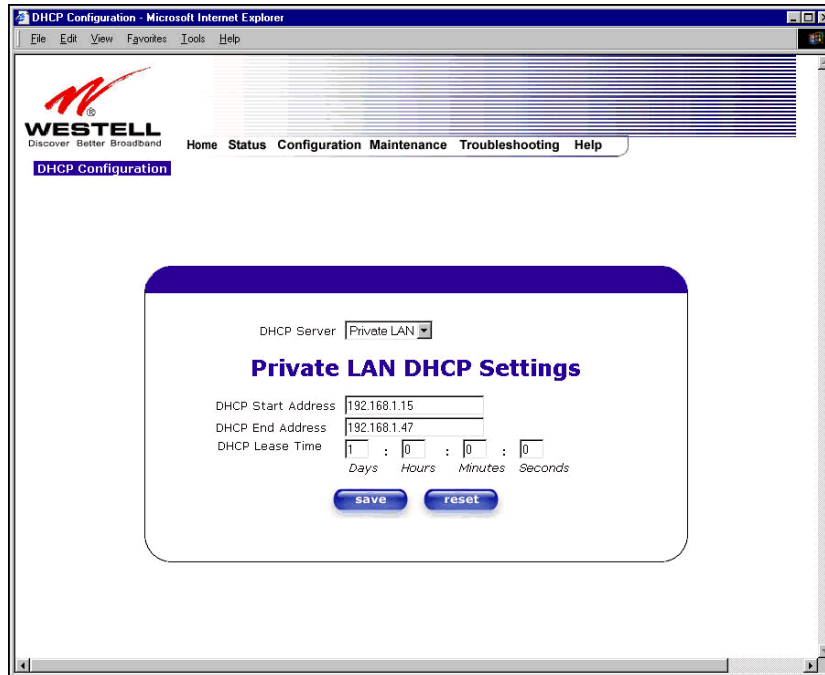 DHCP Configuration - Microsoft Internet Explorer
File Edit View Favorites Tools Help
WESTELL ®
Discover Better Broadband
Home Status Configuration Maintenance Troubleshooting Help
DHCP Configuration
DHCP Server Private LAN
Private LAN DHCP Settings
DHCP Start Address 192.168.1.15
DHCP End Address 192.168.1.47
DHCP Lease Time 1 : 0 : 0 : 0
Days Hours Minutes Seconds
save reset